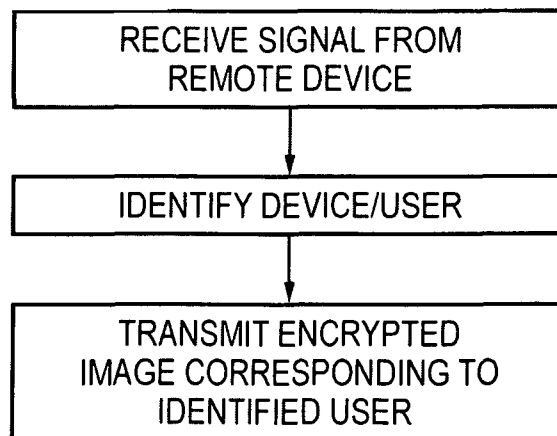 RECEIVE SIGNAL FROM
REMOTE DEVICE
IDENTIFY DEVICE/USER
TRANSMIT ENCRYPTED
IMAGE CORRESPONDING TO
IDENTIFIED USER